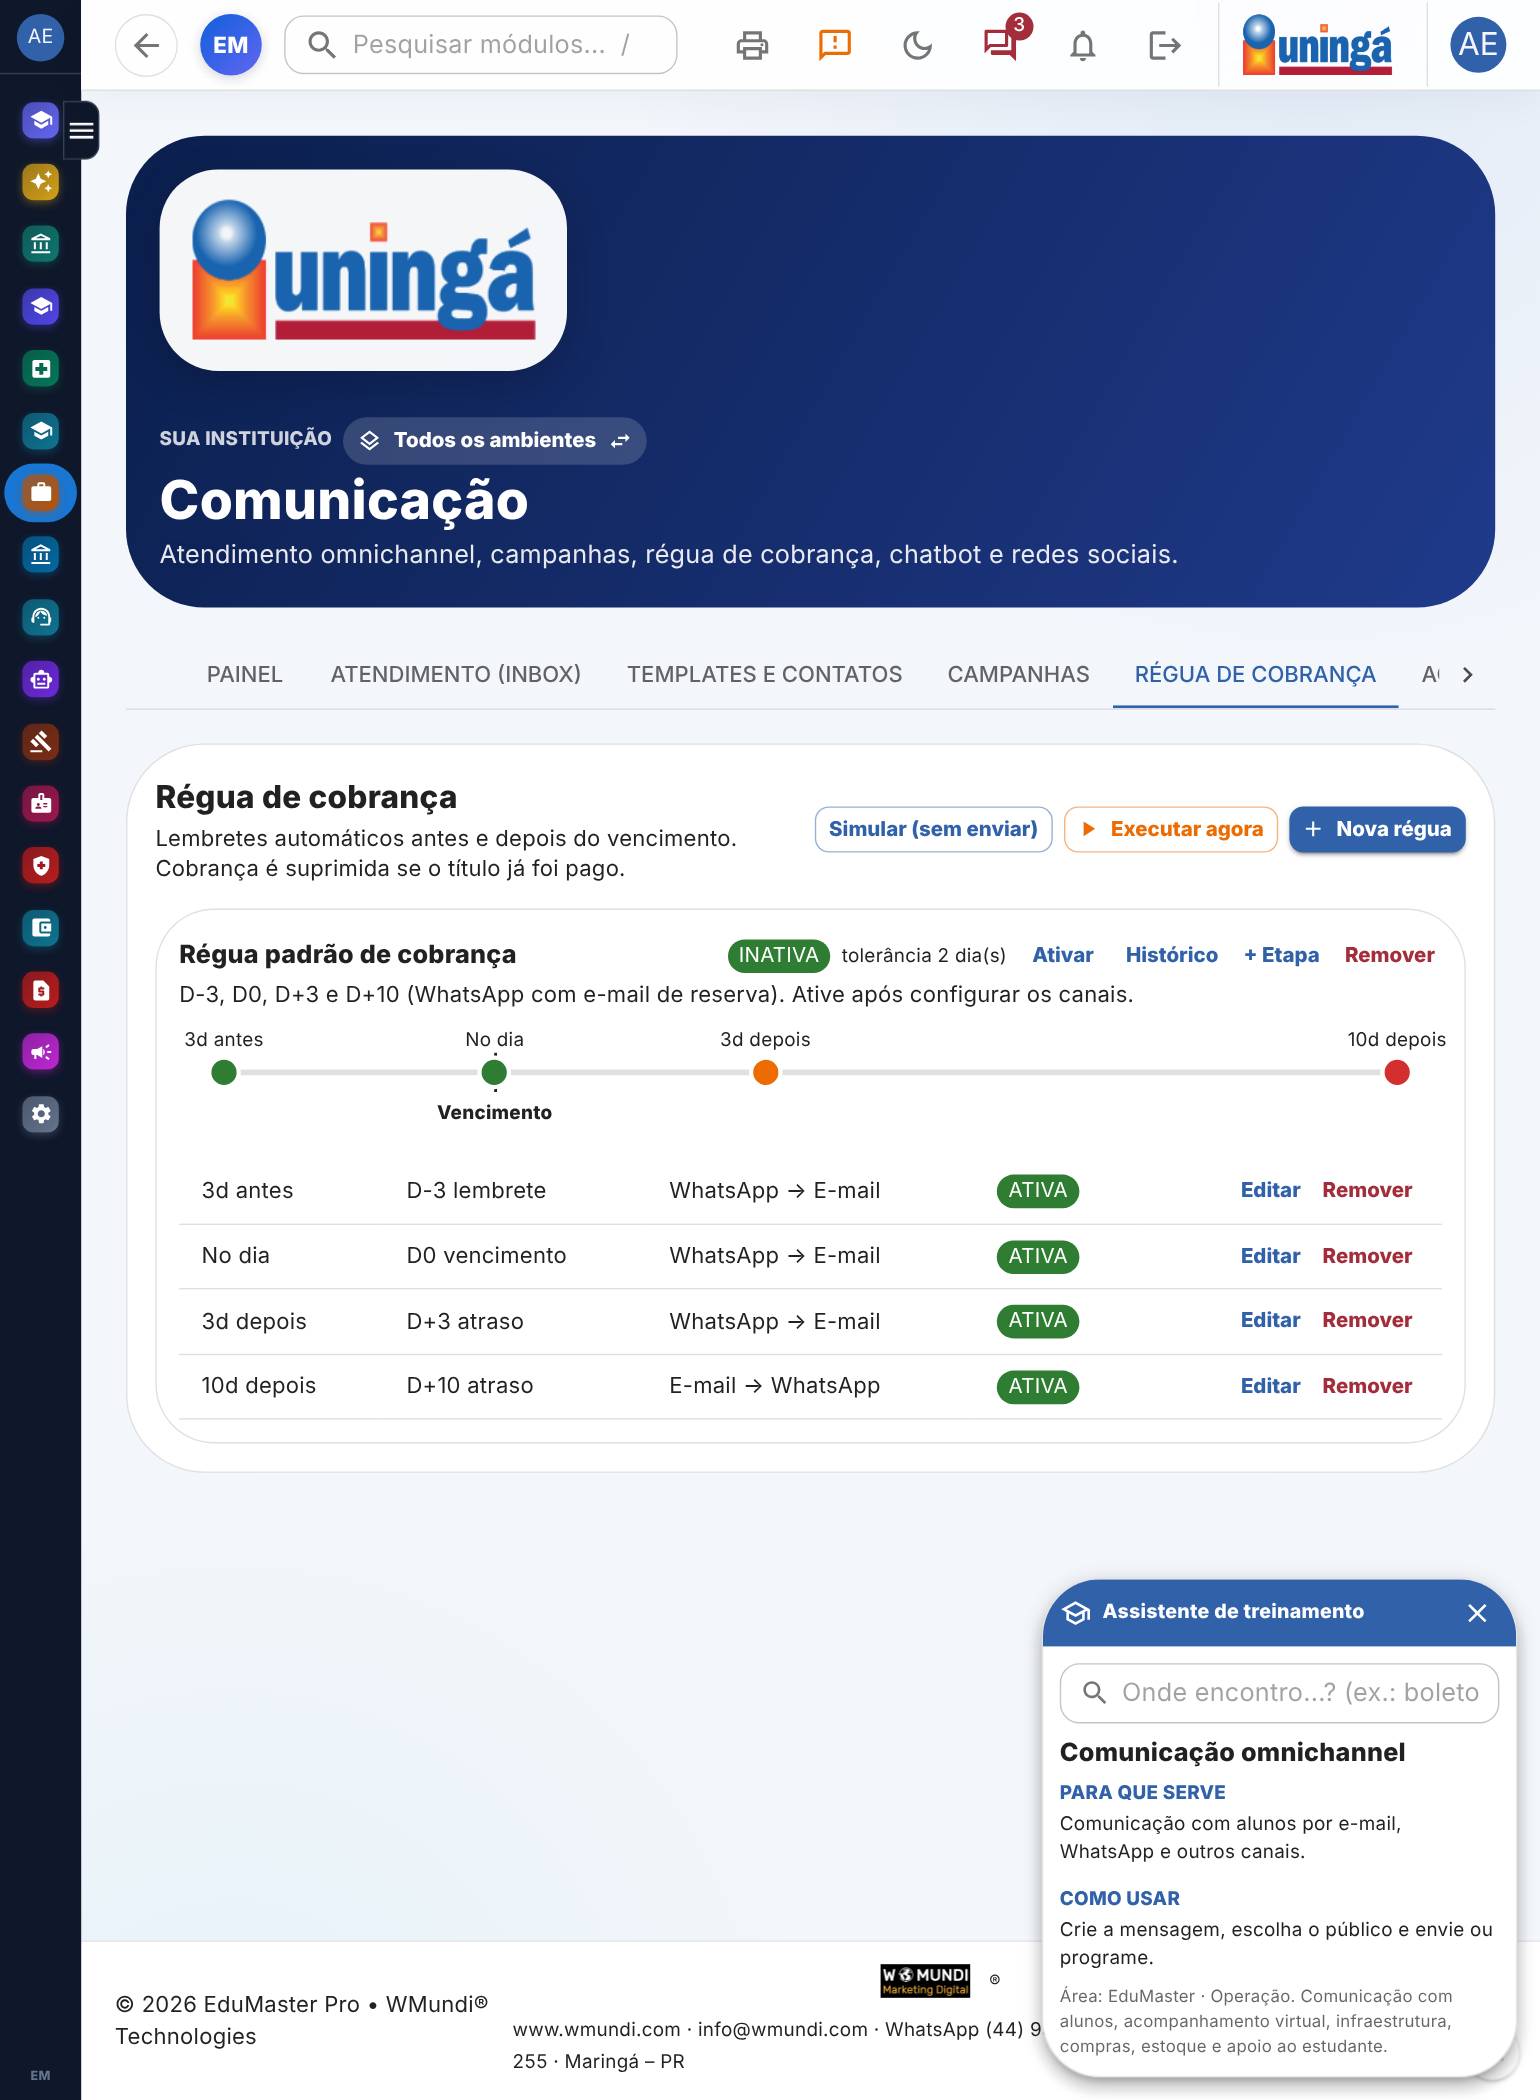 AE
EM
Pesquisar módulos... /
3
uningá
AE
uningá
SUA INSTITUIÇÃO
Todos os ambientes
Comunicação
Atendimento omnichannel, campanhas, régua de cobrança, chatbot e redes sociais.
PAINEL
ATENDIMENTO (INBOX)
TEMPLATES E CONTATOS
CAMPANHAS
RÉGUA DE COBRANÇA
Régua de cobrança
Lembretes automáticos antes e depois do vencimento.
Cobrança é suprimida se o título já foi pago.
Simular (sem enviar)
Executar agora
+ Nova régua
Régua padrão de cobrança
INATIVA
tolerância 2 dia(s)
Ativar
Histórico
+ Etapa
Remover
D-3, D0, D+3 e D+10 (WhatsApp com e-mail de reserva). Ative após configurar os canais.
3d antes
No dia
3d depois
10d depois
Vencimento
3d antes D-3 lembrete WhatsApp → E-mail ATIVA Editar Remover
No dia D0 vencimento WhatsApp → E-mail ATIVA Editar Remover
3d depois D+3 atraso WhatsApp → E-mail ATIVA Editar Remover
10d depois D+10 atraso E-mail → WhatsApp ATIVA Editar Remover
Assistente de treinamento
Onde encontro...? (ex.: boleto
Comunicação omnichannel
PARA QUE SERVE
Comunicação com alunos por e-mail,
WhatsApp e outros canais.
COMO USAR
Crie a mensagem, escolha o público e envie ou
programe.
Área: EduMaster · Operação. Comunicação com
alunos, acompanhamento virtual, infraestrutura,
compras, estoque e apoio ao estudante.
© 2026 EduMaster Pro • WMundi®
Technologies
WOMUNDI
Marketing Digital
®
www.wmundi.com · info@wmundi.com · WhatsApp (44) 9
255 · Maringá – PR
EM